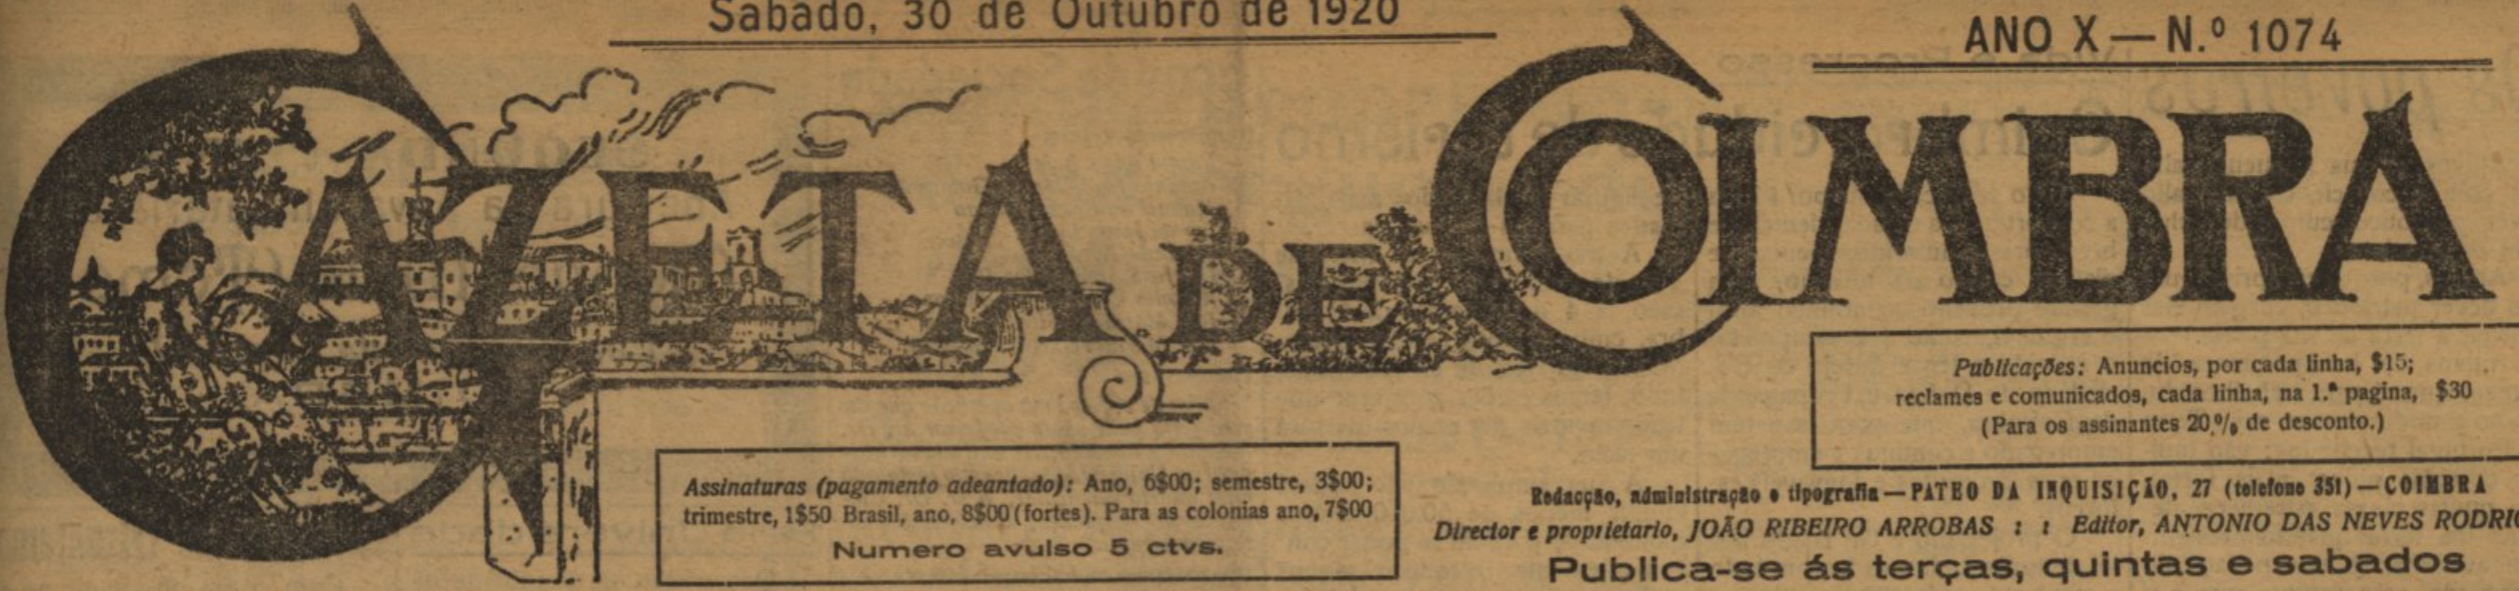 Sabado, 30 de Outubro de 1920
ANO X — N.º 1074
GAZETA DE COIMBRA
Publicações: Anuncios, por cada linha, $15;
reclames e comunicados, cada linha, na 1.ª pagina, $30
(Para os assinantes 20% de desconto.)
Assinaturas (pagamento adeantado): Ano, 6$00; semestre, 3$00;
trimestre, 1$50 Brasil, ano, 8$00 (fortes). Para as colonias ano, 7$00
Numero avulso 5 ctvs.
Redacção, administração e tipografia — PATEO DA INQUISIÇÃO, 27 (telefone 351) — COIMBRA
Director e proprietario, JOÃO RIBEIRO ARROBAS : : Editor, ANTONIO DAS NEVES
Publica-se ás terças, quintas e sabados